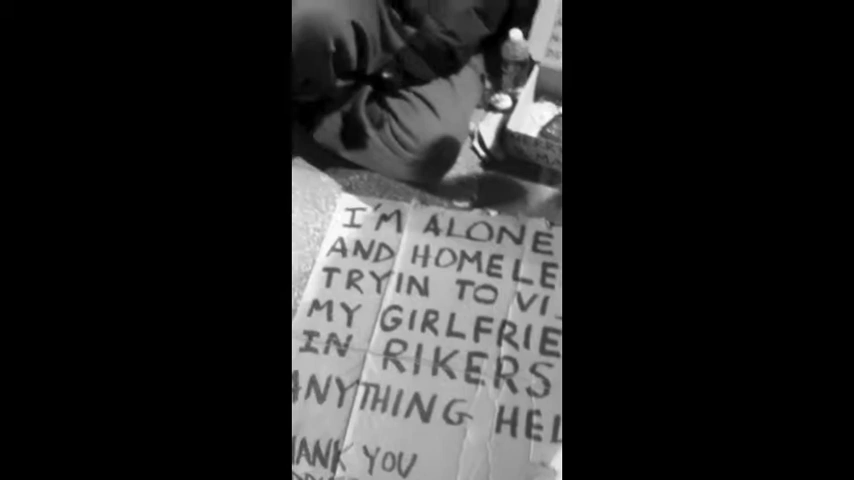 I'M ALONE
AND HOMELE
TRYIN TO VI
MY GIRLFRIE
IN RIKERS
ANYTHING HEL
HANK YOU